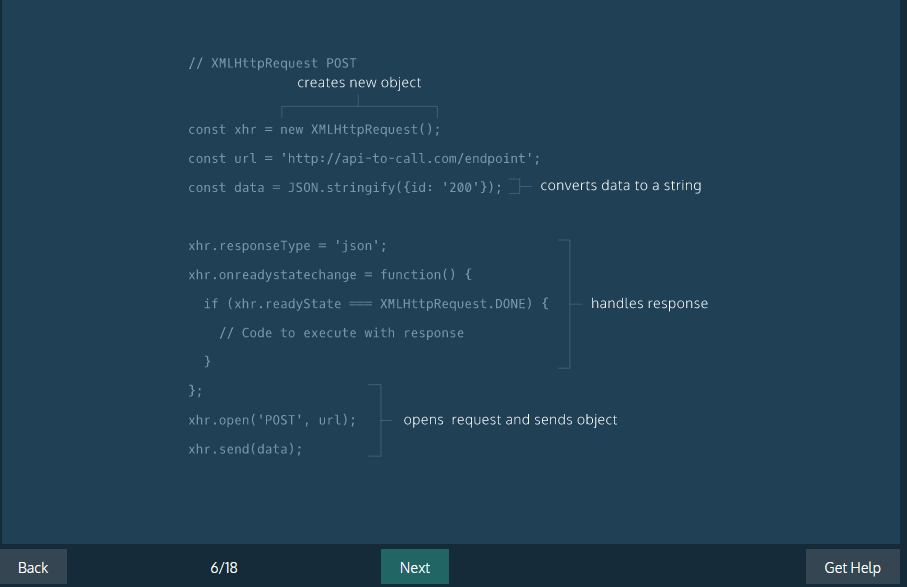 // XMLHttpRequest POST
creates new object
const xhr = new XMLHttpRequest();
const url = 'http://api-to-call.com/endpoint';
const data = JSON.stringify({id: '200'});
converts data to a string
xhr.responseType = 'json';
xhr.onreadystatechange = function() {
if (xhr.readyState === XMLHttpRequest.DONE) {
handles response
// Code to execute with response
}
};
xhr.open('POST', url);
opens request and sends object
xhr.send(data);
Back
6/18
Next
Get Help